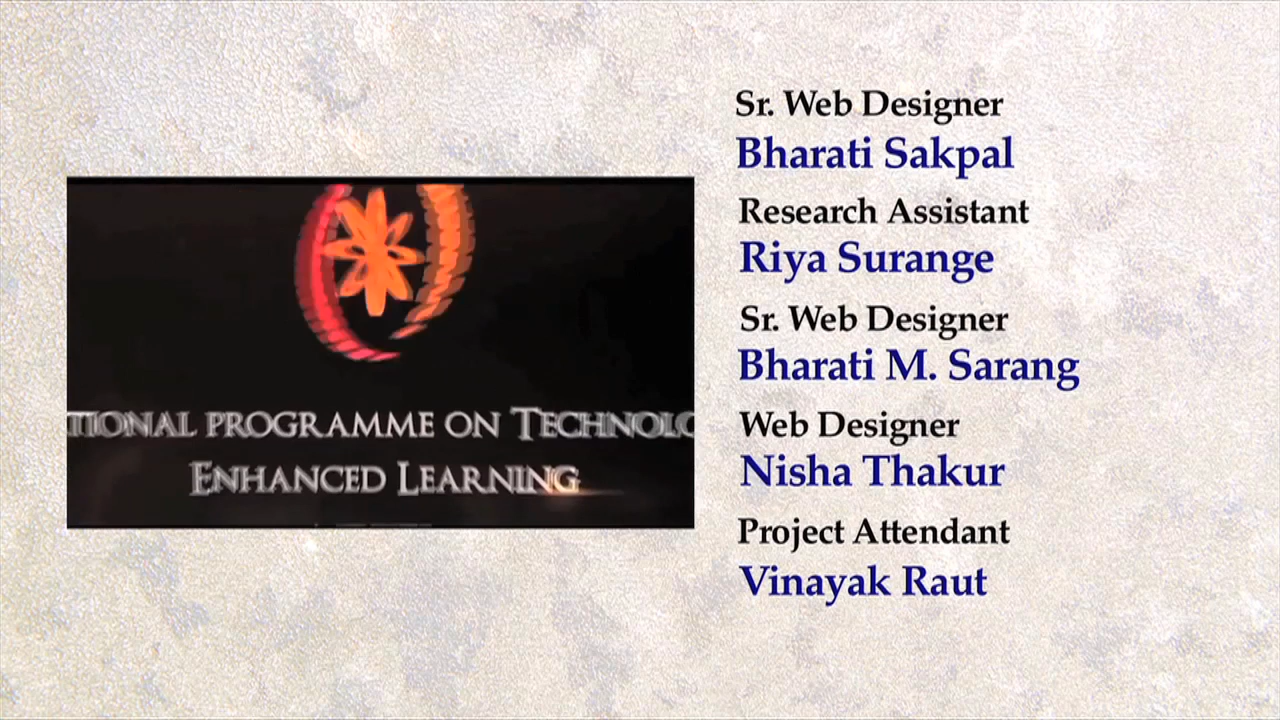 TIONAL PROGRAMME ON TECHNOLO
ENHANCED LEARNING
Sr. Web Designer
Bharati Sakpal
Research Assistant
Riya Surange
Sr. Web Designer
Bharati M. Sarang
Web Designer
Nisha Thakur
Project Attendant
Vinayak Raut